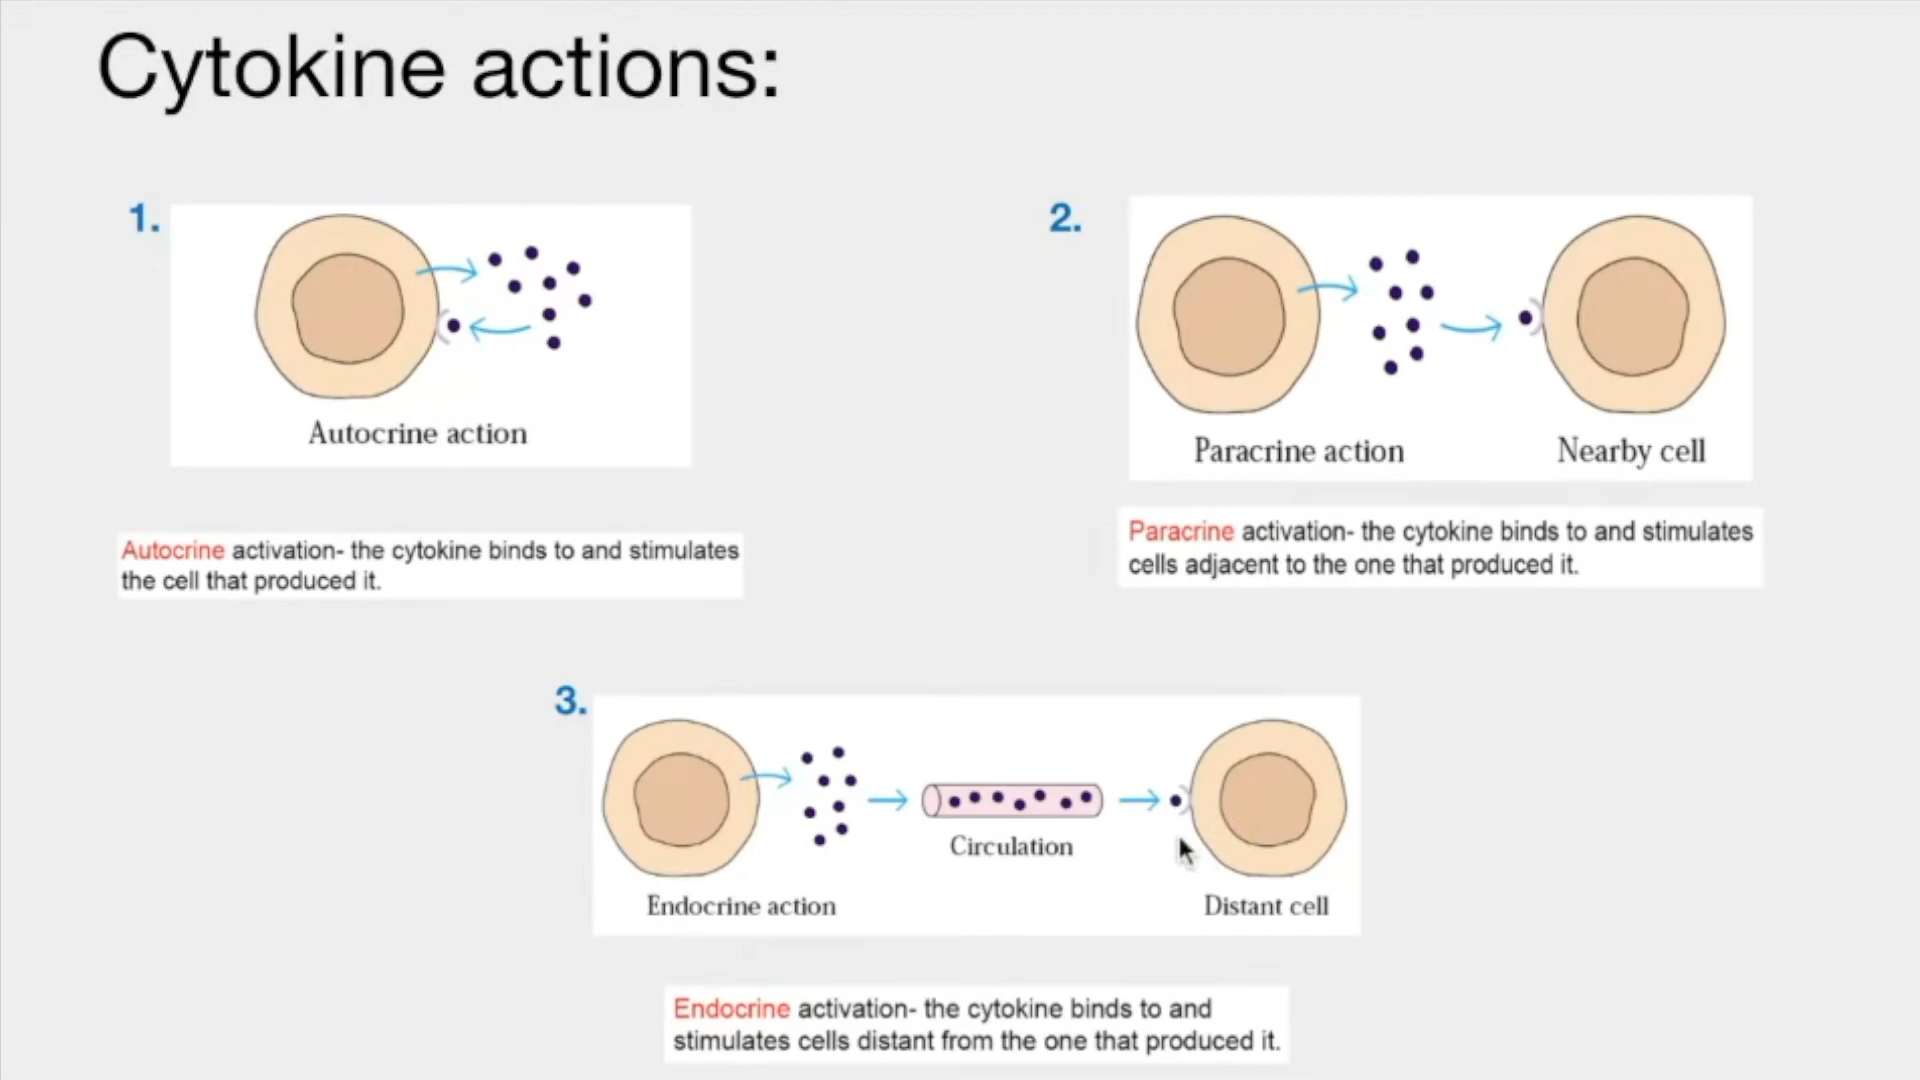 Cytokine actions:
1.
Autocrine action
Autocrine activation- the cytokine binds to and stimulates
the cell that produced it.
2.
Paracrine action
Nearby cell
Paracrine activation- the cytokine binds to and stimulates
cells adjacent to the one that produced it.
3.
Circulation
Endocrine action
Distant cell
Endocrine activation- the cytokine binds to and
stimulates cells distant from the one that produced it.